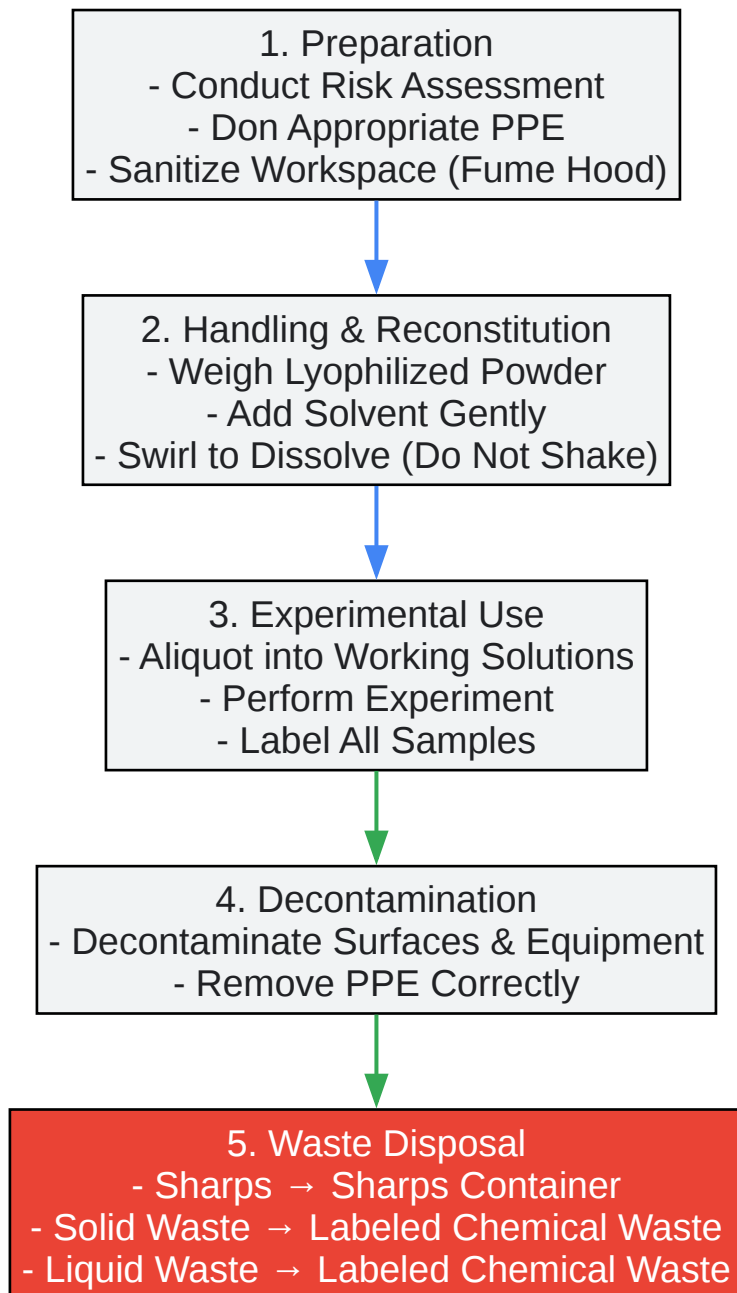 1. Preparation
- Conduct Risk Assessment
- Don Appropriate PPE
- Sanitize Workspace (Fume Hood)
2. Handling & Reconstitution
- Weigh Lyophilized Powder
- Add Solvent Gently
- Swirl to Dissolve (Do Not Shake)
3. Experimental Use
- Aliquot into Working Solutions
- Perform Experiment
- Label All Samples
4. Decontamination
- Decontaminate Surfaces & Equipment
- Remove PPE Correctly
5. Waste Disposal
- Sharps → Sharps Container
- Solid Waste → Labeled Chemical Waste
- Liquid Waste → Labeled Chemical Waste